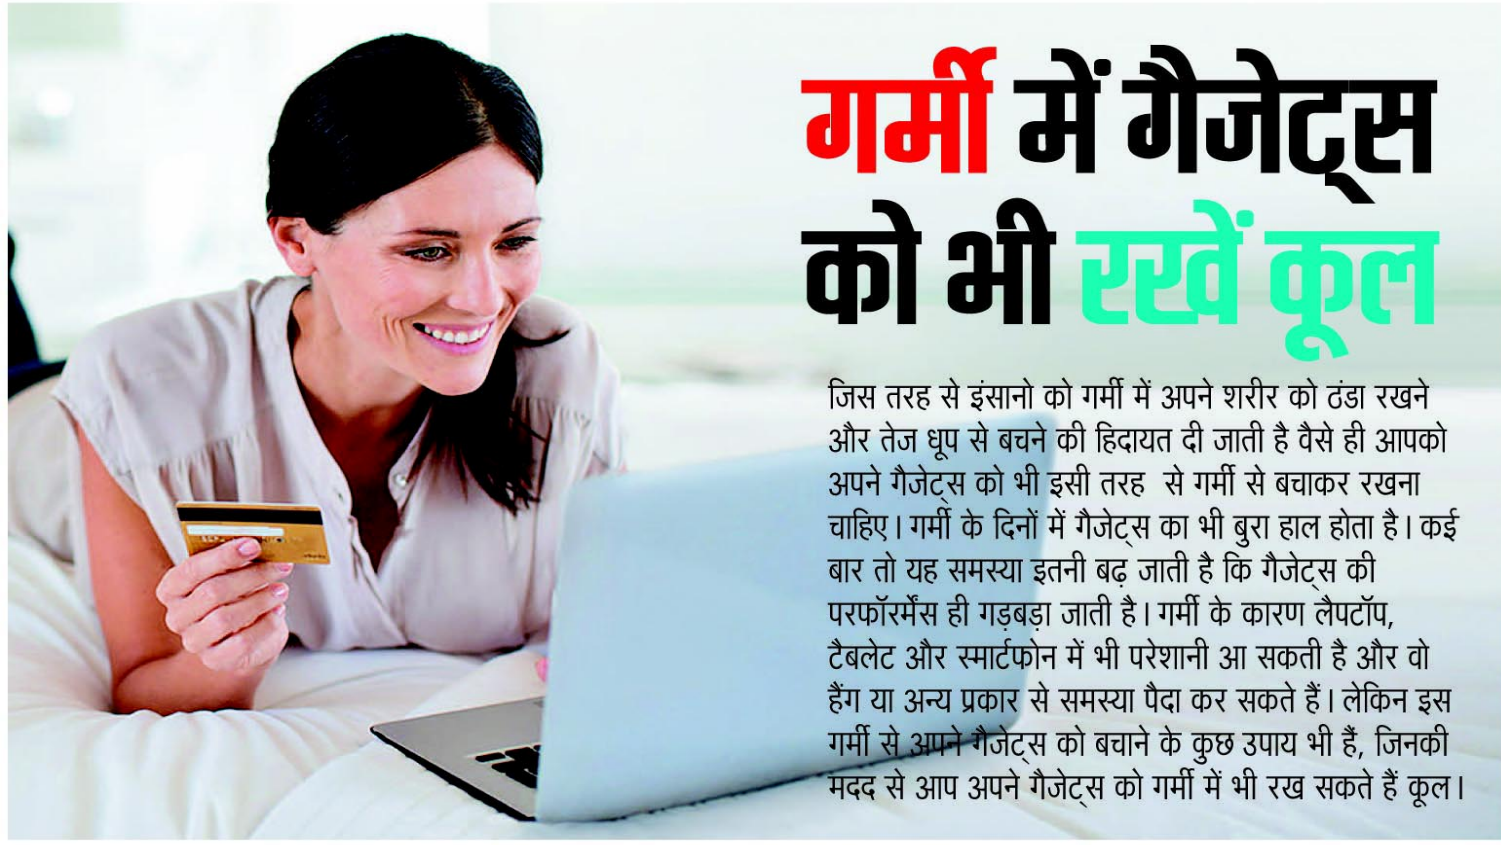 गर्मी में गैजेट्स
को भी रखें कूल
जिस तरह से इंसानो को गर्मी में अपने शरीर को ठंडा रखने
और तेज धूप से बचने की हिदायत दी जाती है वैसे ही आपको
अपने गैजेट्स को भी इसी तरह से गर्मी से बचाकर रखना
चाहिए। गर्मी के दिनों में गैजेट्स का भी बुरा हाल होता है। कई
बार तो यह समस्या इतनी बढ़ जाती है कि गैजेट्स की
परफॉरर्मेंस ही गड़बड़ा जाती है। गर्मी के कारण लैपटॉप,
टैबलेट और स्मार्टफोन में भी परेशानी आ सकती है और वो
हैंग या अन्य प्रकार से समस्या पैदा कर सकते हैं। लेकिन इस
गर्मी से अपने गैजेट्स को बचाने के कुछ उपाय भी हैं, जिनकी
मदद से आप अपने गैजेट्स को गर्मी में भी रख सकते हैं कूल।